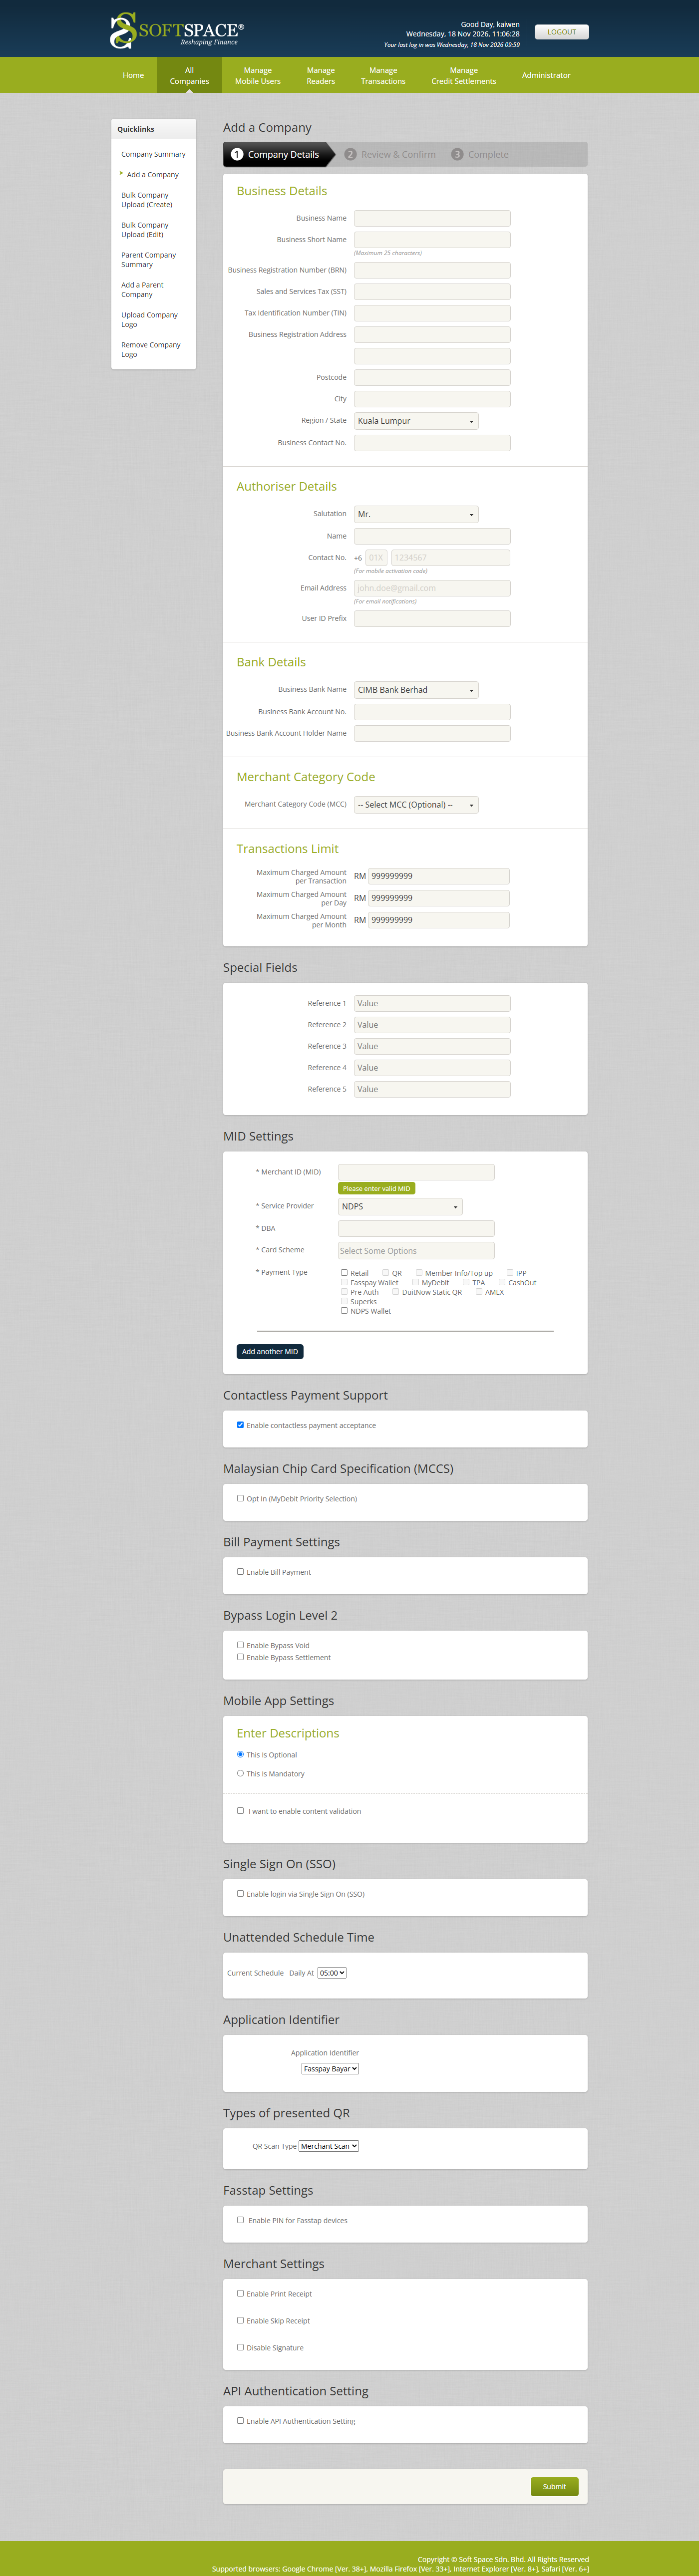 SOFTSPACE®
Reshaping Finance
Good Day, kaiwen
Wednesday, 18 Nov 2026, 11:06:28
Your last log in was Wednesday, 18 Nov 2026 09:59
LOGOUT
Home
All Companies
Manage Mobile Users
Manage Readers
Manage Transactions
Manage Credit Settlements
Administrator
Quicklinks
Company Summary
Add a Company
Bulk Company
Upload (Create)
Bulk Company
Upload (Edit)
Parent Company
Summary
Add a Parent
Company
Upload Company
Logo
Remove Company
Logo
Add a Company
1 Company Details 2 Review & Confirm 3 Complete
Business Details
Business Name
Business Short Name
(Maximum 25 characters)
Business Registration Number (BRN)
Sales and Services Tax (SST)
Tax Identification Number (TIN)
Business Registration Address
Postcode
City
Region / State Kuala Lumpur
Business Contact No.
Authoriser Details
Salutation Mr.
Name
Contact No. +6 01X 1234567
(For mobile activation code)
Email Address john.doe@gmail.com
(For email notifications)
User ID Prefix
Bank Details
Business Bank Name CIMB Bank Berhad
Business Bank Account No.
Business Bank Account Holder Name
Merchant Category Code
Merchant Category Code (MCC) -- Select MCC (Optional) --
Transactions Limit
Maximum Charged Amount
per Transaction RM 999999999
Maximum Charged Amount
per Day RM 999999999
Maximum Charged Amount
per Month RM 999999999
Special Fields
Reference 1 Value
Reference 2 Value
Reference 3 Value
Reference 4 Value
Reference 5 Value
MID Settings
* Merchant ID (MID)
Please enter valid MID
* Service Provider NDPS
* DBA
* Card Scheme Select Some Options
* Payment Type Retail QR Member Info/Top up IPP
Fasspay Wallet MyDebit TPA CashOut
Pre Auth DuitNow Static QR AMEX
Superks
NDPS Wallet
Add another MID
Contactless Payment Support
Enable contactless payment acceptance
Malaysian Chip Card Specification (MCCS)
Opt In (MyDebit Priority Selection)
Bill Payment Settings
Enable Bill Payment
Bypass Login Level 2
Enable Bypass Void
Enable Bypass Settlement
Mobile App Settings
Enter Descriptions
This is Optional
This is Mandatory
I want to enable content validation
Single Sign On (SSO)
Enable login via Single Sign On (SSO)
Unattended Schedule Time
Current Schedule Daily At 05:00
Application Identifier
Application Identifier
Fasspay Bayar
Types of presented QR
QR Scan Type Merchant Scan
Fasstap Settings
Enable PIN for Fasstap devices
Merchant Settings
Enable Print Receipt
Enable Skip Receipt
Disable Signature
API Authentication Setting
Enable API Authentication Setting
Submit
Copyright © Soft Space Sdn. Bhd. All Rights Reserved
Supported browsers: Google Chrome [Ver. 38+], Mozilla Firefox [Ver. 33+], Internet Explorer [Ver. 8+], Safari [Ver. 6+]